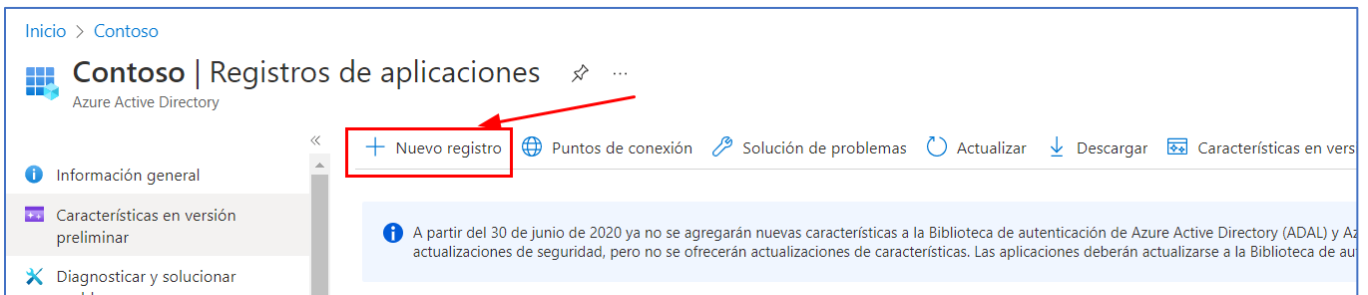 Inicio > Contoso
Contoso | Registros de aplicaciones
Azure Active Directory
Nuevo registro Puntos de conexión Solución de problemas Actualizar Descargar Características en vers
Información general
Características en versión
preliminar
A partir del 30 de junio de 2020 ya no se agregarán nuevas características a la Biblioteca de autenticación de Azure Active Directory (ADAL) y Az
actualizaciones de seguridad, pero no se ofrecerán actualizaciones de características. Las aplicaciones deberán actualizarse a la Biblioteca de au
Diagnosticar y solucionar